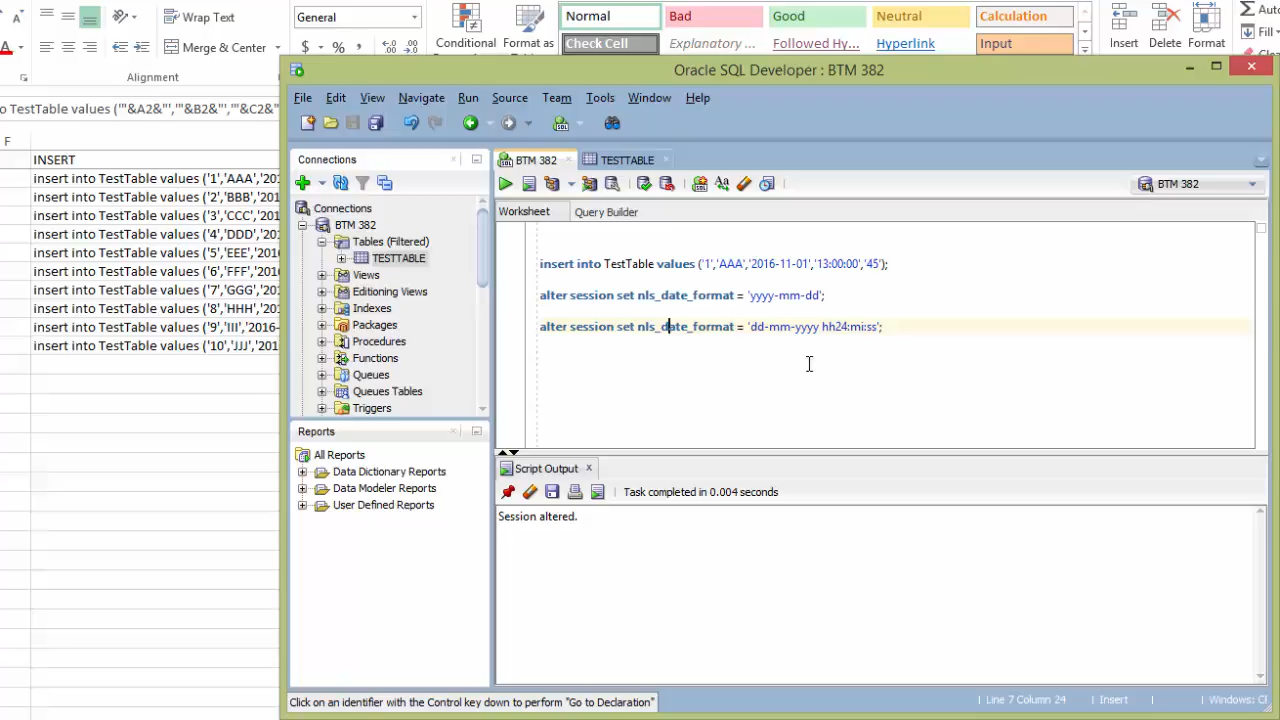 Wrap Text
General
Normal
Bad
Good
Neutral
Calculation
Merge & Center
$ % ,
Conditional
Format as
Check Cell
Explanatory ...
Followed Hy...
Hyperlink
Input
Insert
Delete
Format
Auto
Fill
Alignment
Oracle SQL Developer : BTM 382
o TestTable values ('"&A2&"','"&B2&"','"&C2&"
File Edit View Navigate Run Source Team Tools Window Help
F
INSERT
insert into TestTable values ('1','AAA','201
insert into TestTable values ('2','BBB','201
insert into TestTable values ('3','CCC','201
insert into TestTable values ('4','DDD','201
insert into TestTable values ('5','EEE','201
insert into TestTable values ('6','FFF','201
insert into TestTable values ('7','GGG','201
insert into TestTable values ('8','HHH','201
insert into TestTable values ('9','III','2016-
insert into TestTable values ('10','JJJ','201
Connections
Connections
BTM 382
Tables (Filtered)
TESTTABLE
Views
Editioning Views
Indexes
Packages
Procedures
Functions
Queues
Queues Tables
Triggers
Reports
All Reports
Data Dictionary Reports
Data Modeler Reports
User Defined Reports
BTM 382
TESTTABLE
BTM 382
Worksheet
Query Builder
insert into TestTable values ('1','AAA','2016-11-01','13:00:00','45');
alter session set nls_date_format = 'yyyy-mm-dd';
alter session set nls_date_format = 'dd-mm-yyyy hh24:mi:ss';
Script Output
Task completed in 0.004 seconds
Session altered.
Click on an identifier with the Control key down to perform "Go to Declaration"
Line 7 Column 24
Insert
Windows: Cl